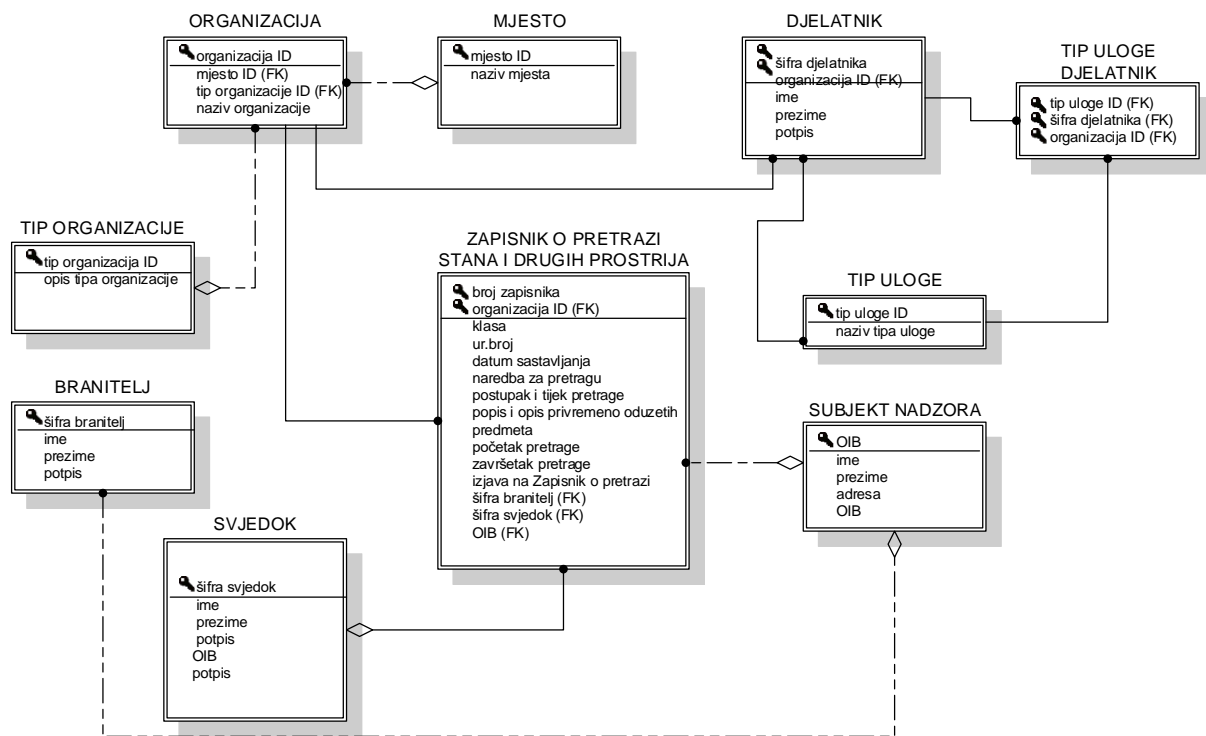 ORGANIZACIJA
organizacija ID
mjesto ID (FK)
tip organizacije ID (FK)
naziv organizacije
MJESTO
mjesto ID
naziv mjesta
DJELATNIK
šifra djelatnika
organizacija ID (FK)
ime
prezime
potpis
TIP ULOGE
DJELATNIK
tip uloge ID (FK)
šifra djelatnika (FK)
organizacija ID (FK)
TIP ORGANIZACIJE
tip organizacija ID
opis tipa organizacije
ZAPISNIK O PRETRAZI
STANA I DRUGIH PROSTRIJA
broj zapisnika
organizacija ID (FK)
klasa
ur.broj
datum sastavljanja
naredba za pretragu
postupak i tijek pretrage
popis i opis privremeno oduzetih
predmeta
početak pretrage
završetak pretrage
izjava na Zapisnik o pretrazi
šifra branitelj (FK)
šifra svjedok (FK)
OIB (FK)
TIP ULOGE
tip uloge ID
naziv tipa uloge
BRANITELJ
šifra branitelj
ime
prezime
potpis
SUBJEKT NADZORA
OIB
ime
prezime
adresa
OIB
SVJEDOK
šifra svjedok
ime
prezime
potpis
OIB
potpis